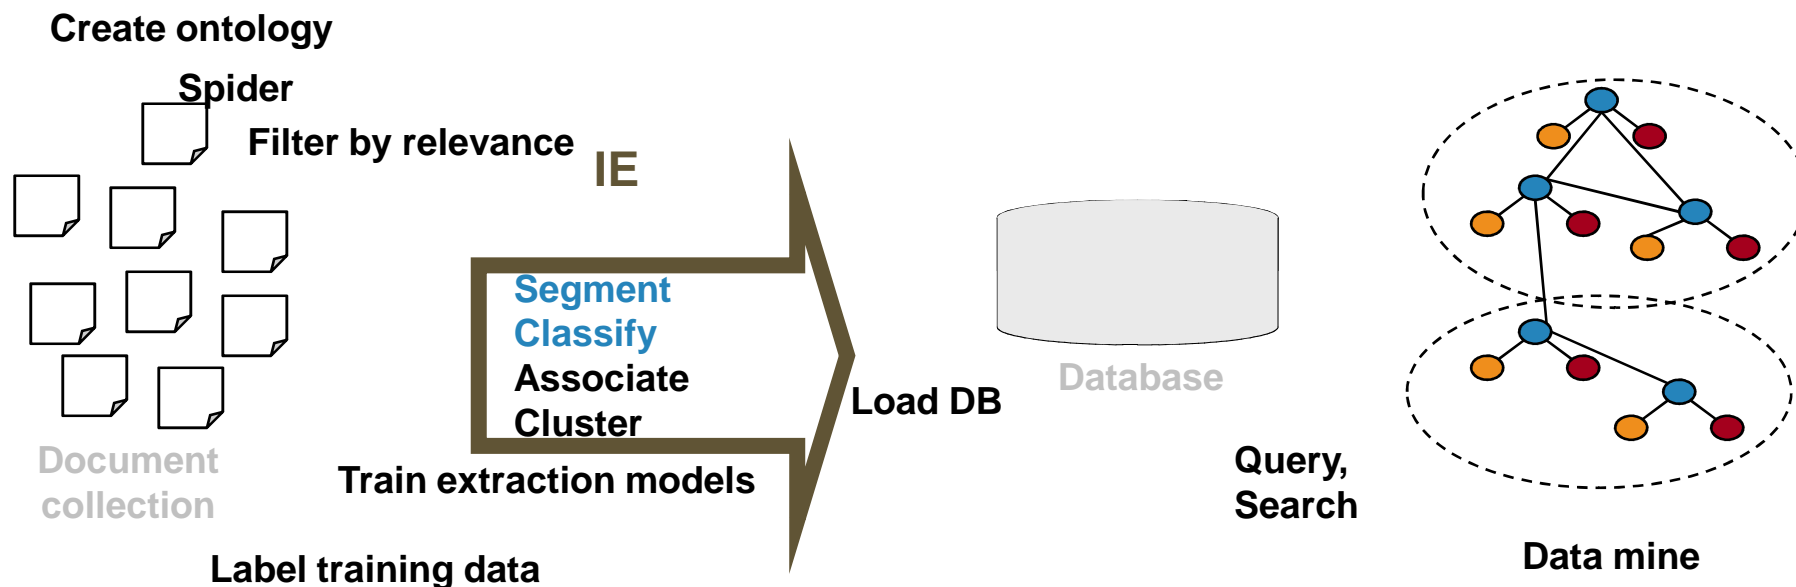 Create ontology
Spider
Filter by relevance
IE
Segment
Classify
Associate
Cluster
Load DB
Database
Document
collection
Train extraction models
Query,
Search
Label training data
Data mine